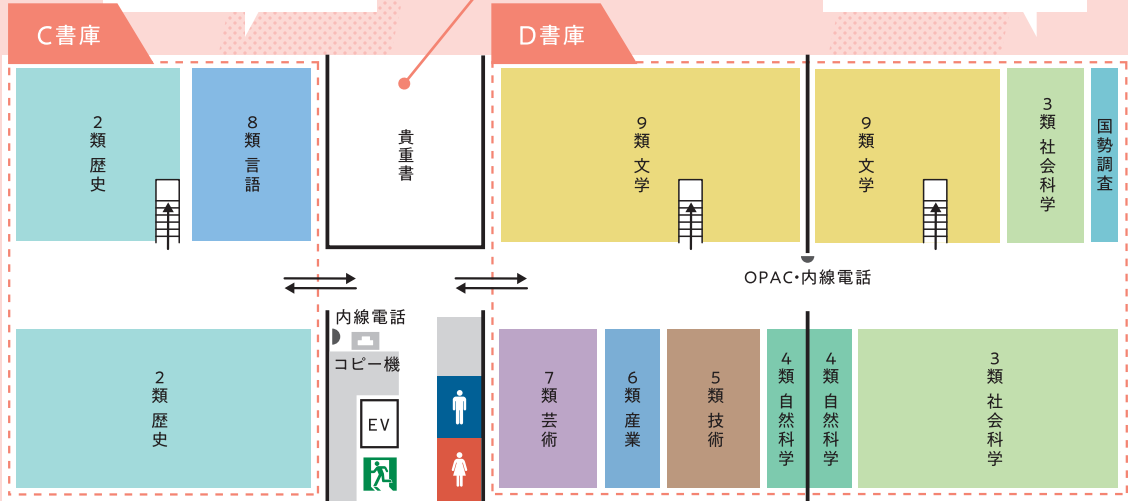 C書庫
D書庫
2類 歴史
8類 言語
貴重書
9類 文学
9類 文学
3類 社会科学
国勢調査
OPAC・内線電話
内線電話
コピー機
EV
2類 歴史
7類 芸術
6類 産業
5類 技術
4類 自然科学
4類 自然科学
3類 社会科学